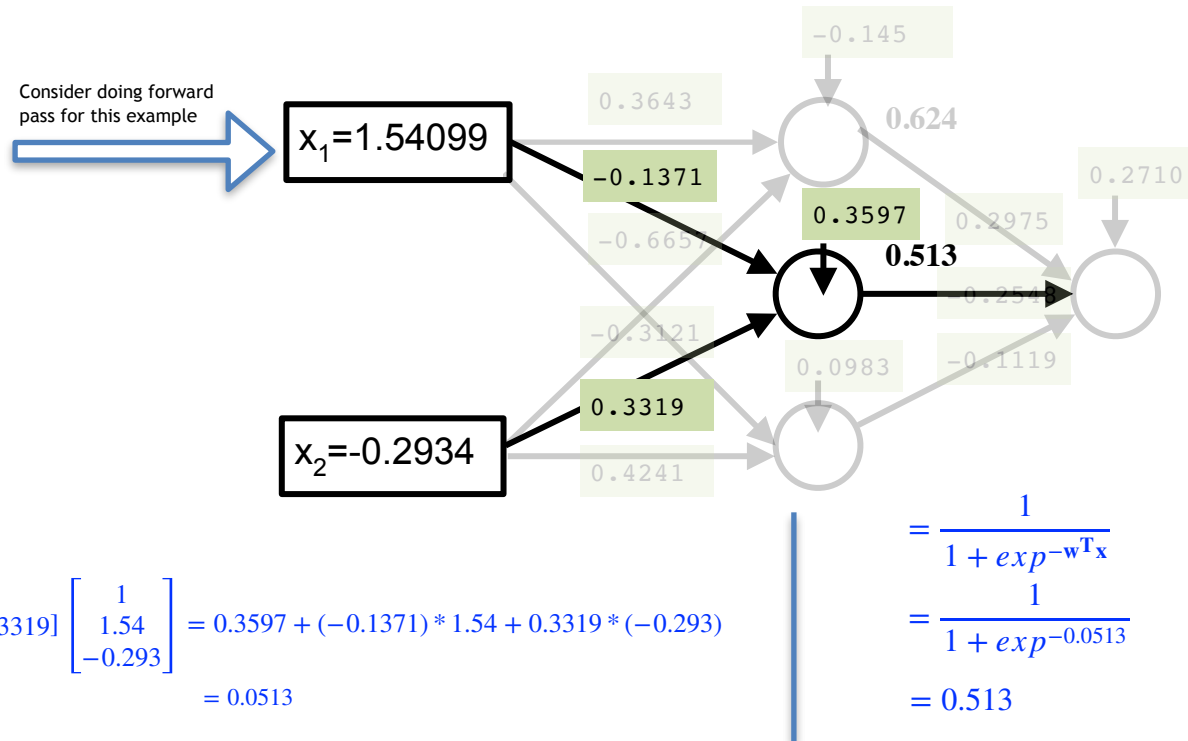 -0.145
Consider doing forward
pass for this example
0.3643
0.624
x₁=1.54099
-0.1371
0.2710
0.3597
0.2975
-0.6657
0.513
-0.2548
-0.3121
0.0983
-0.1119
0.3319
x₂=-0.2934
0.4241
3319] [1 1.54 −0.293] = 0.3597 + (−0.1371) * 1.54 + 0.3319 * (−0.293)
= 0.0513
= 1 / 1 + exp^−w^T x
= 1 / 1 + exp^−0.0513
= 0.513